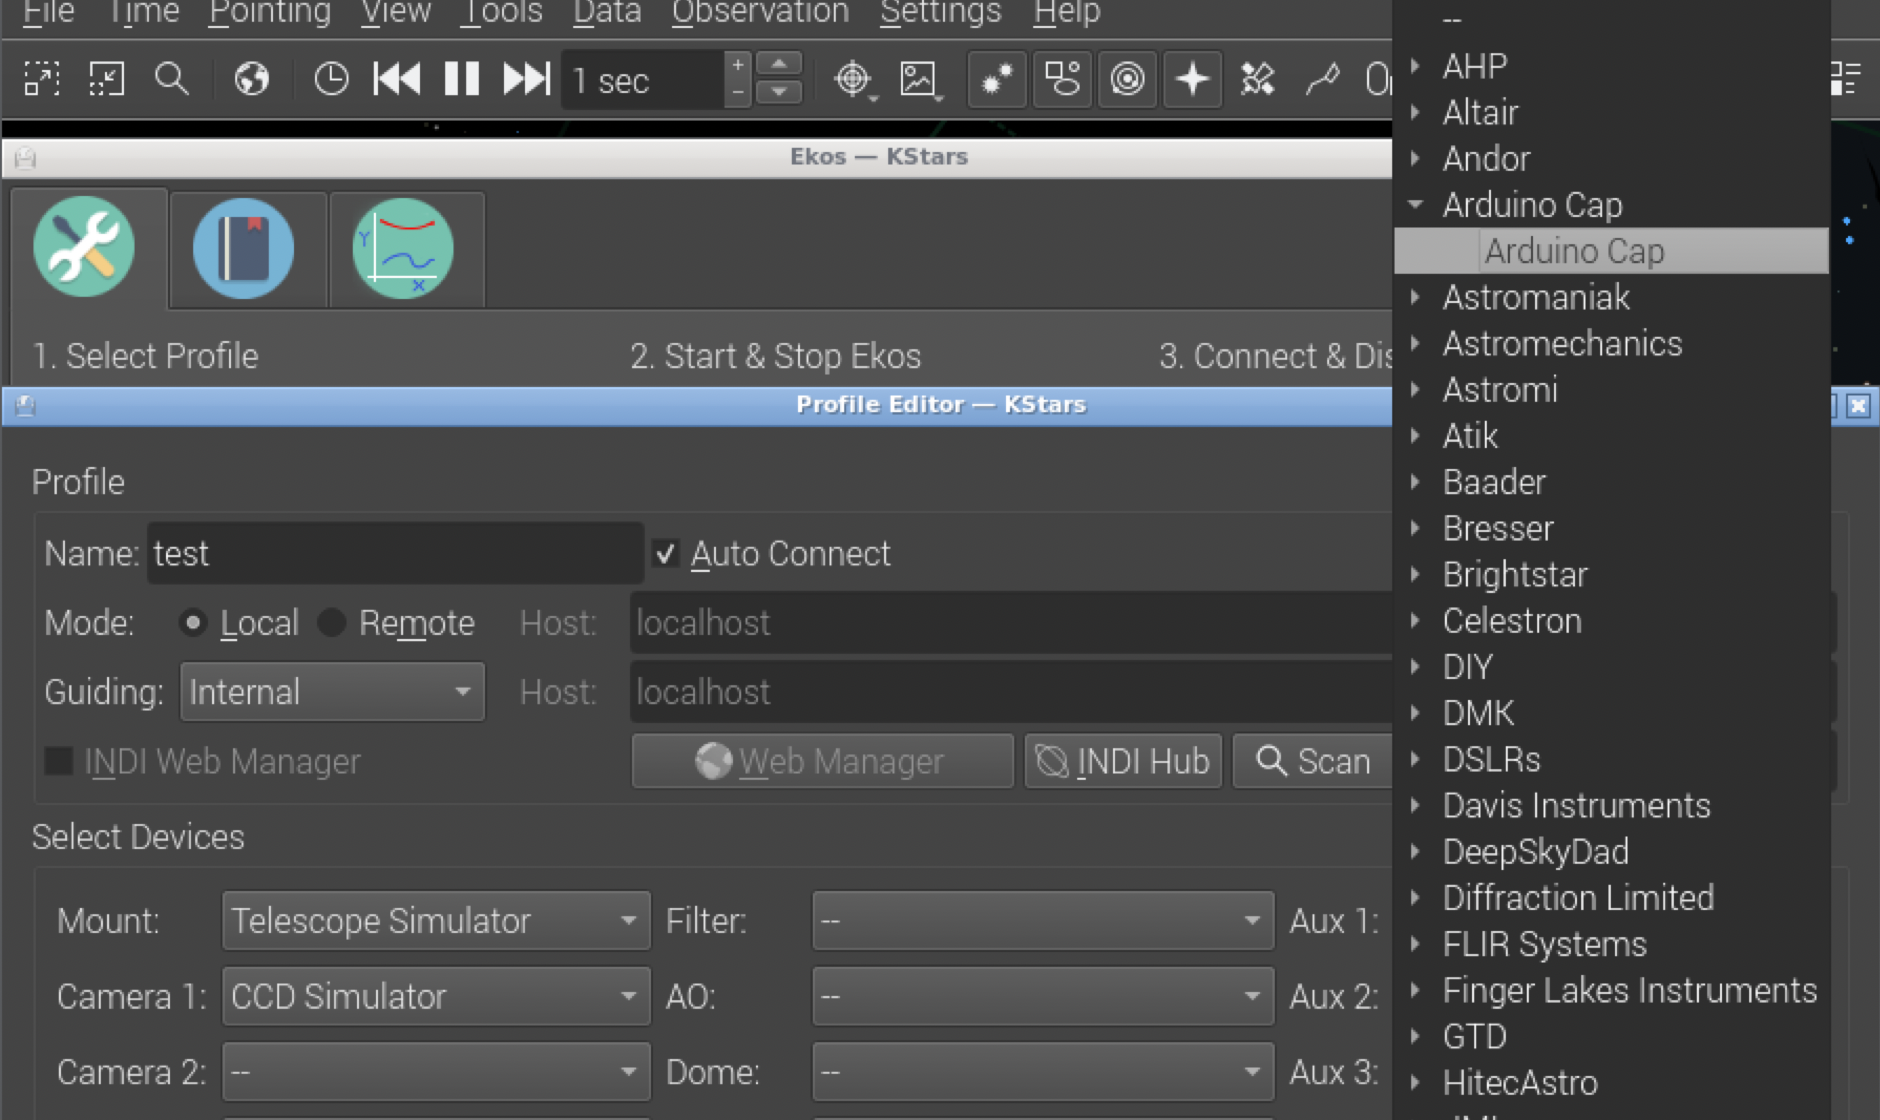 File Time Pointing View Tools Data Observation Settings Help
1 sec
Ekos — KStars
Y
X
1. Select Profile 2. Start & Stop Ekos 3. Connect &
Profile Editor — KStars
Profile
Name: test Auto Connect
Mode: Local Remote Host: localhost
Guiding: Internal Host: localhost
INDI Web Manager Web Manager INDI Hub Scan
Select Devices
Mount: Telescope Simulator Filter: -- Aux 1:
Camera 1: CCD Simulator AO: -- Aux 2:
Camera 2: -- Dome: -- Aux 3:
--
AHP
Altair
Andor
Arduino Cap
Arduino Cap
Astromaniak
Astromechanics
Astromi
Atik
Baader
Bresser
Brightstar
Celestron
DIY
DMK
DSLRs
Davis Instruments
DeepSkyDad
Diffraction Limited
FLIR Systems
Finger Lakes Instruments
GTD
HitecAstro